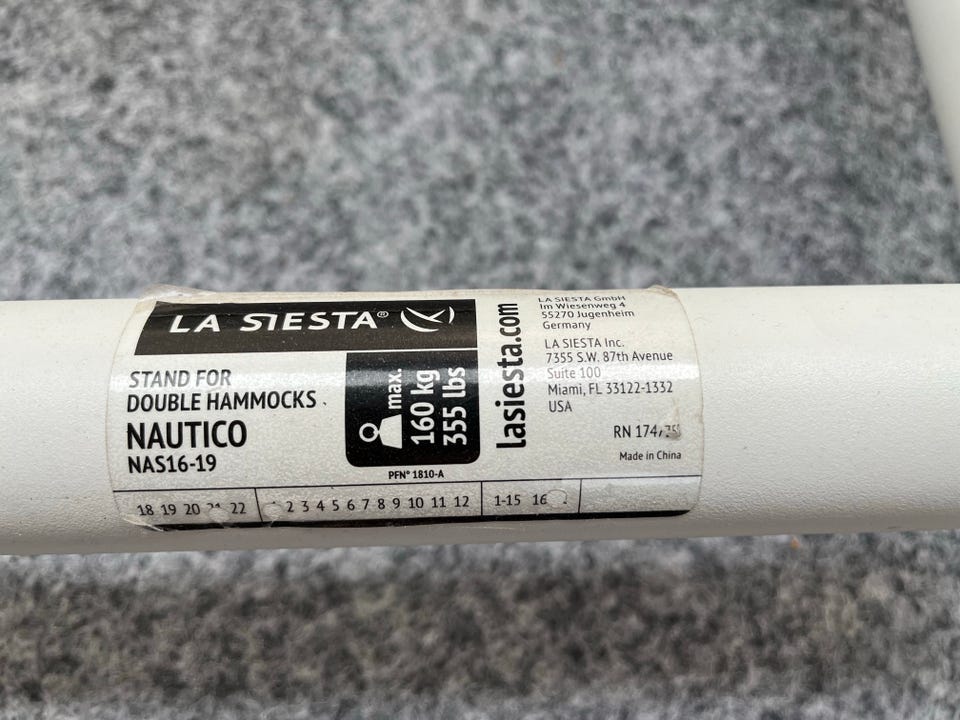 LA SIESTA®
STAND FOR
DOUBLE HAMMOCKS
NAUTICO
NAS16-19
max.
160 kg
355 lbs
PFN° 1810-A
lasiesta.com
LA SIESTA GmbH
Im Wiesenweg 4
55270 Jugenheim
Germany
LA SIESTA Inc.
7355 S.W. 87th Avenue
Suite 100
Miami, FL 33122-1332
USA
RN
Made in China
18 19 20 22 2 3 4 5 6 7 8 9 10 11 12 1-15